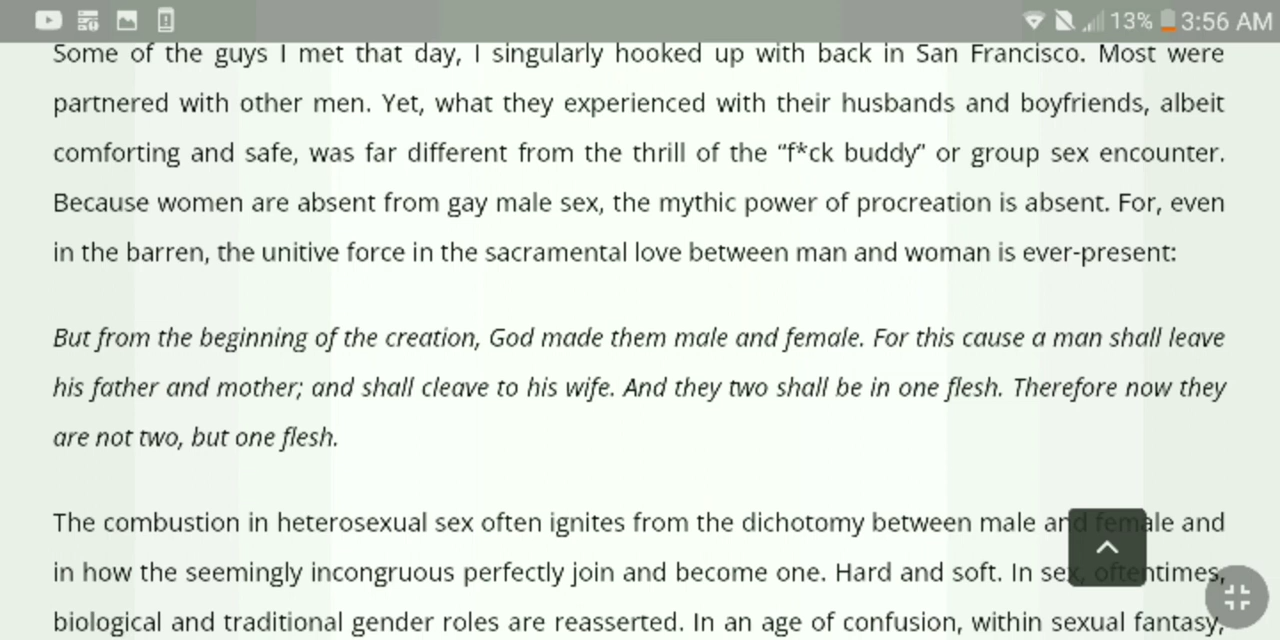 13% 3:56 AM
Some of the guys I met that day, I singularly hooked up with back in San Francisco. Most were
partnered with other men. Yet, what they experienced with their husbands and boyfriends, albeit
comforting and safe, was far different from the thrill of the “f*ck buddy” or group sex encounter.
Because women are absent from gay male sex, the mythic power of procreation is absent. For, even
in the barren, the unitive force in the sacramental love between man and woman is ever-present:
But from the beginning of the creation, God made them male and female. For this cause a man shall leave
his father and mother; and shall cleave to his wife. And they two shall be in one flesh. Therefore now they
are not two, but one flesh.
The combustion in heterosexual sex often ignites from the dichotomy between male and female and
in how the seemingly incongruous perfectly join and become one. Hard and soft. In sex, oftentimes,
biological and traditional gender roles are reasserted. In an age of confusion, within sexual fantasy,